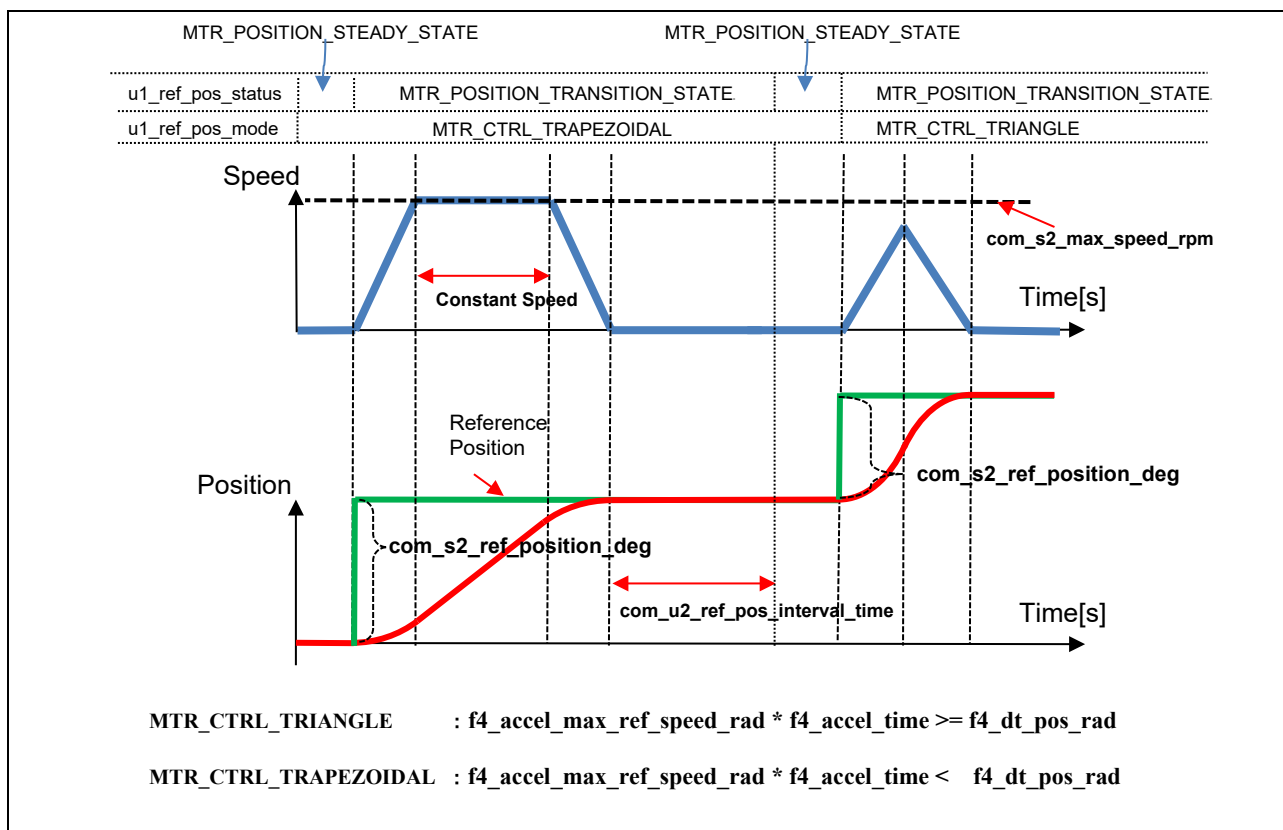 MTR_POSITION_STEADY_STATE MTR_POSITION_STEADY_STATE
u1_ref_pos_status MTR_POSITION_TRANSITION_STATE. MTR_POSITION_TRANSITION_STATE.
u1_ref_pos_mode MTR_CTRL_TRAPEZOIDAL MTR_CTRL_TRIANGLE
Speed
com_s2_max_speed_rpm
Constant Speed
Time[s]
Reference
Position
com_s2_ref_position_deg
Position
com_s2_ref_position_deg
com_u2_ref_pos_interval_time
Time[s]
MTR_CTRL_TRIANGLE : f4_accel_max_ref_speed_rad * f4_accel_time >= f4_dt_pos_rad
MTR_CTRL_TRAPEZOIDAL : f4_accel_max_ref_speed_rad * f4_accel_time < f4_dt_pos_rad